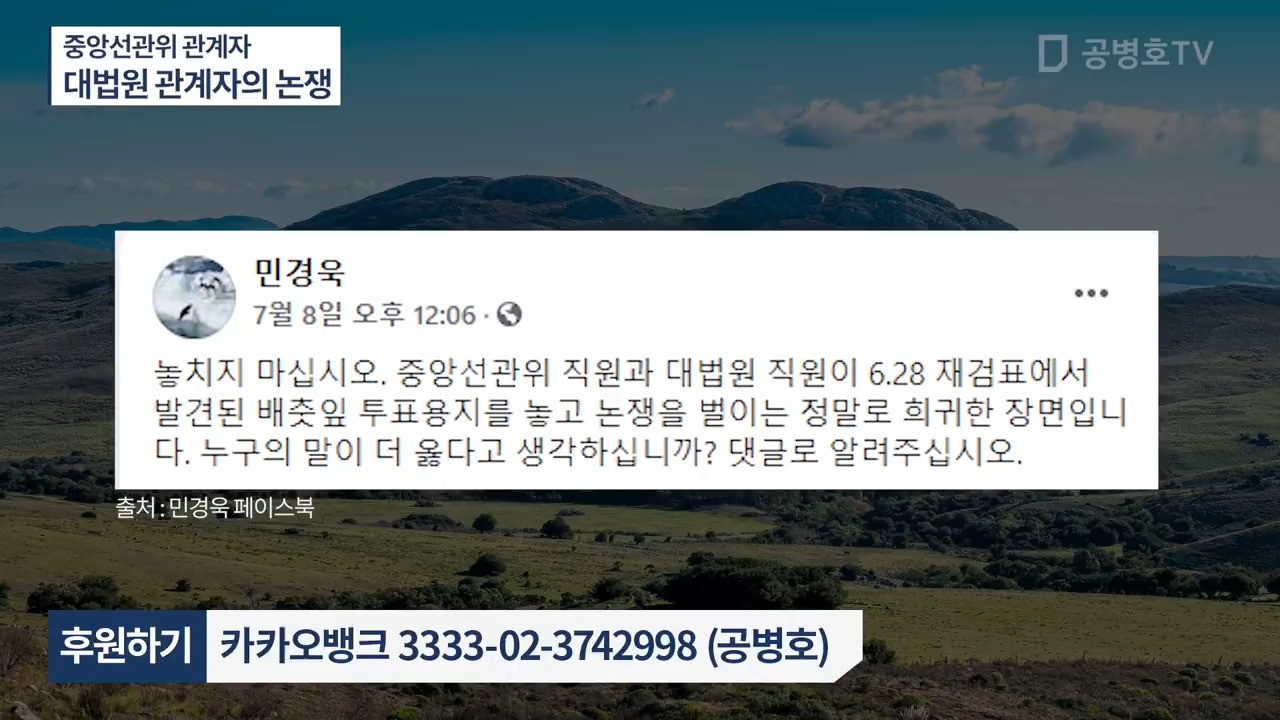 중앙선관위 관계자
대법원 관계자의 논쟁
공병호TV
민경욱
7월 8일 오후 12:06 ·
놓치지 마십시오. 중앙선관위 직원과 대법원 직원이 6.28 재검표에서
발견된 배춧잎 투표용지를 놓고 논쟁을 벌이는 정말로 희귀한 장면입니
다. 누구의 말이 더 옳다고 생각하십니까? 댓글로 알려주십시오.
출처 : 민경욱 페이스북
후원하기 카카오뱅크 3333-02-3742998 (공병호)